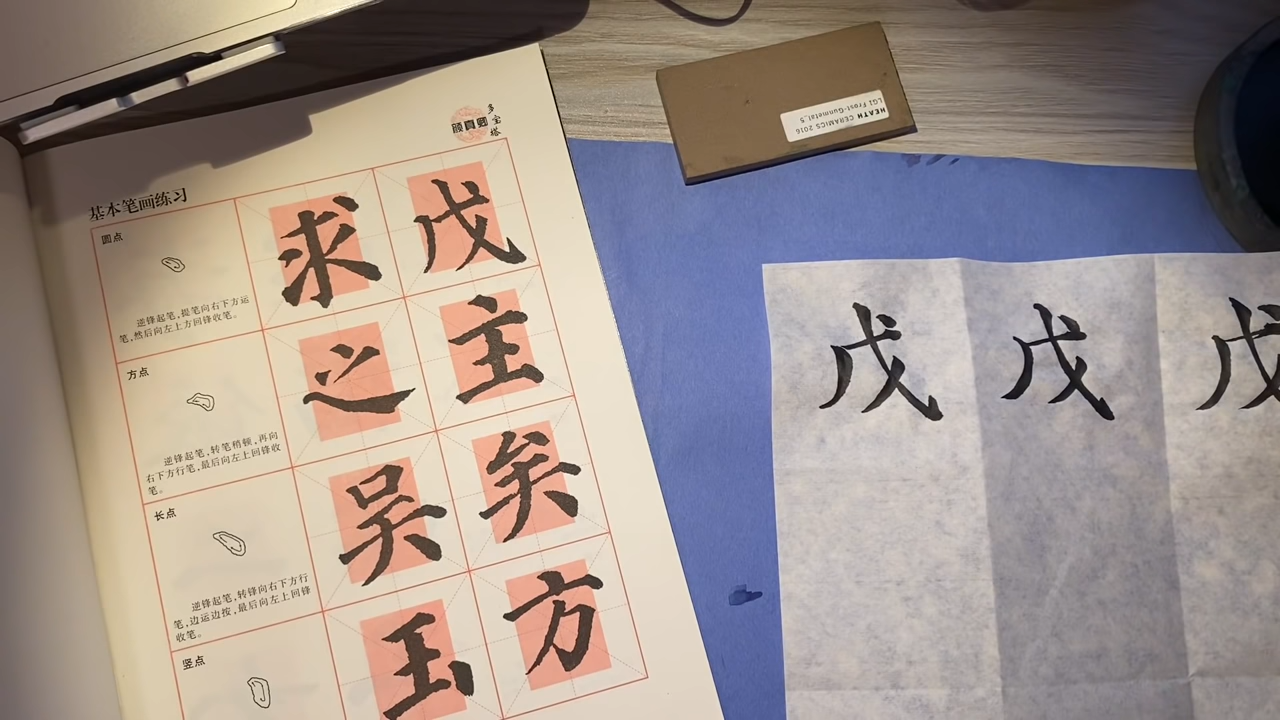 颜真卿
多宝塔
基本笔画练习
圆点
逆锋起笔,提笔向右下方运
笔,然后向左上方回锋收笔。
求 戊
方点
逆锋起笔,转笔稍顿,再向
右下方行笔,最后向左上回锋收
笔。
之 主
长点
逆锋起笔,转锋向右下方行
笔,边运边按,最后向左上回锋
收笔。
吴 矣
竖点
玉 方
HEATH CERAMICS 2016
LG1 Frost-Gunmetal_5
戊 戊 戊